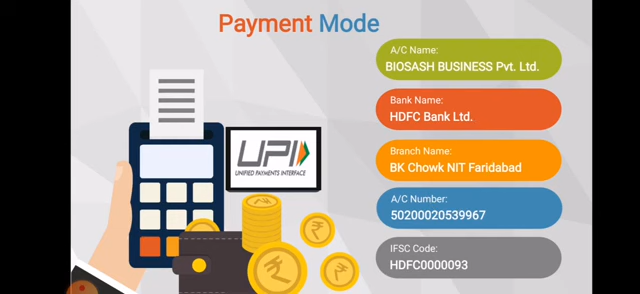 Payment Mode
A/C Name:
BIOSASH BUSINESS Pvt. Ltd.
Bank Name:
HDFC Bank Ltd.
Branch Name:
BK Chowk NIT Faridabad
A/C Number:
50200020539967
IFSC Code:
HDFC0000093
UPI
UNIFIED PAYMENTS INTERFACE